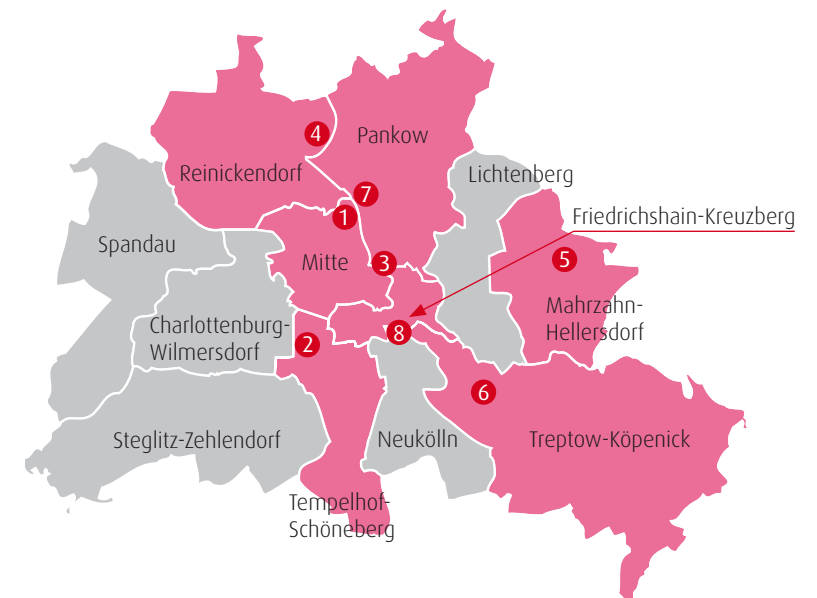 4
Pankow
Reinickendorf
Lichtenberg
7
1
Friedrichshain-Kreuzberg
Spandau
Mitte
3
5
Mahrzahn-
Hellersdorf
Charlottenburg-
Wilmersdorf
2
8
6
Steglitz-Zehlendorf
Neukölln
Treptow-Köpenick
Tempelhof-
Schöneberg